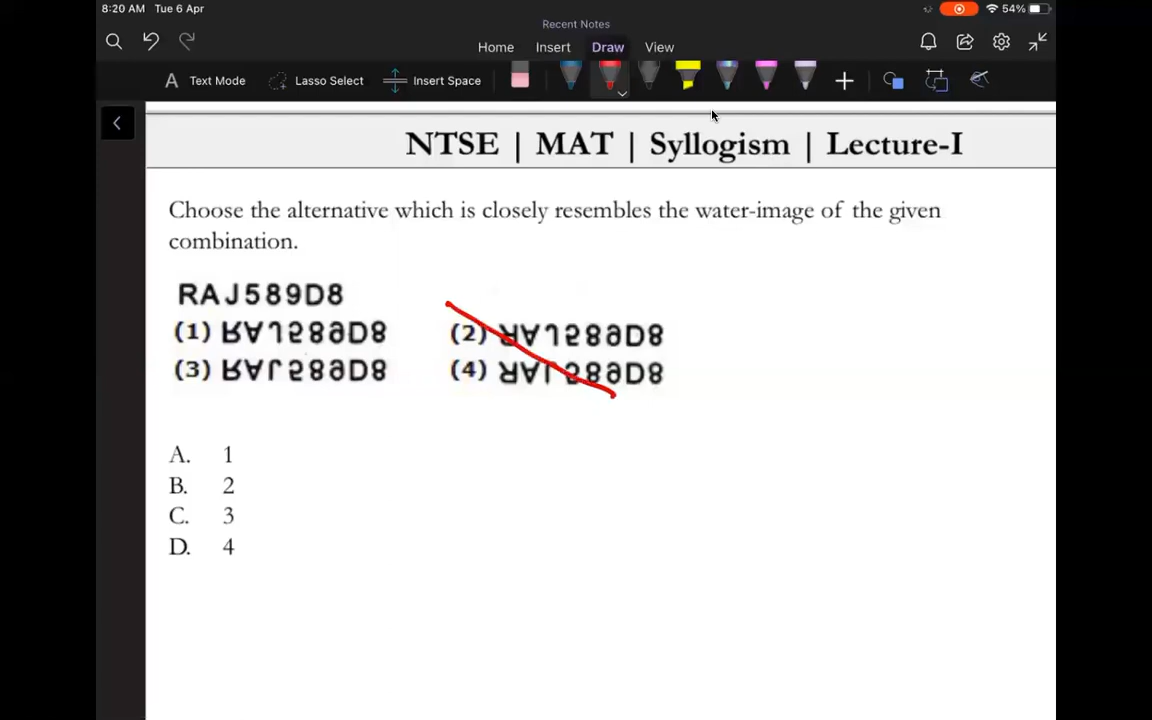 8:20 AM Tue 6 Apr
54%
Recent Notes
Home Insert Draw View
Text Mode Lasso Select Insert Space
NTSE | MAT | Syllogism | Lecture-I
Choose the alternative which is closely resembles the water-image of the given
combination.
RAJ589D8
(1)
(2)
(3)
(4)
A. 1
B. 2
C. 3
D. 4